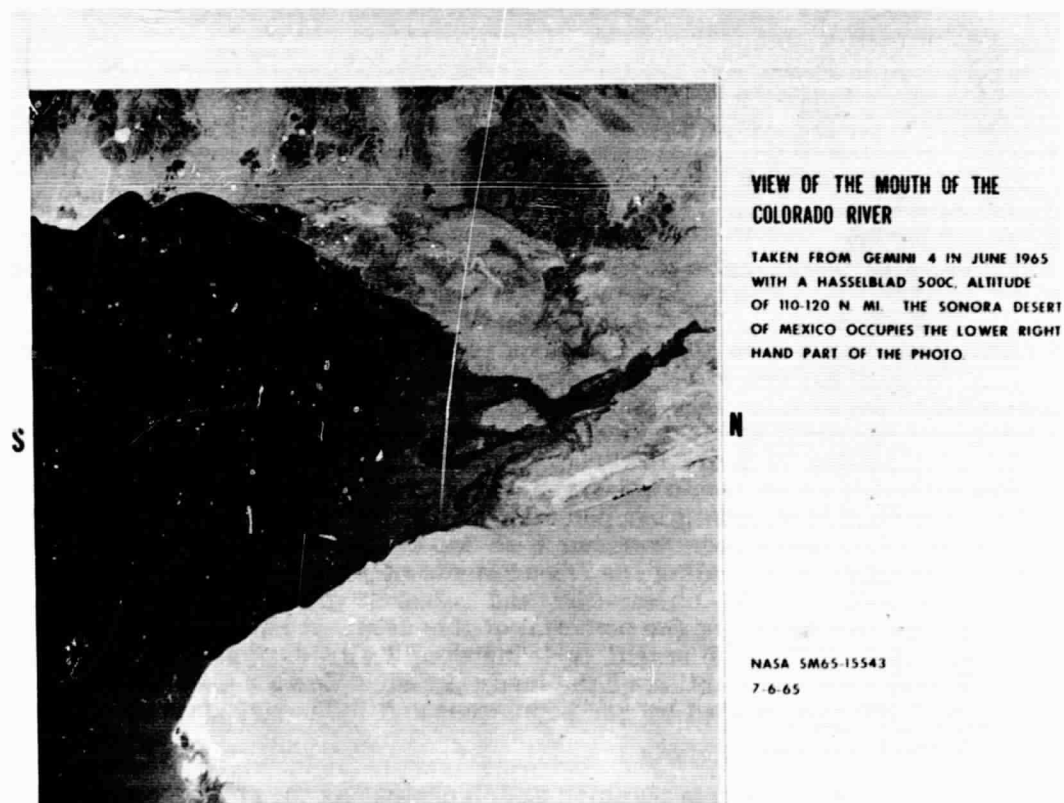 VIEW OF THE MOUTH OF THE
COLORADO RIVER
TAKEN FROM GEMINI 4 IN JUNE 1965
WITH A HASSELBLAD 500C, ALTITUDE
OF 110-120 N. MI. THE SONORA DESERT
OF MEXICO OCCUPIES THE LOWER RIGHT
HAND PART OF THE PHOTO.
S
N
NASA SM65-15543
7-6-65